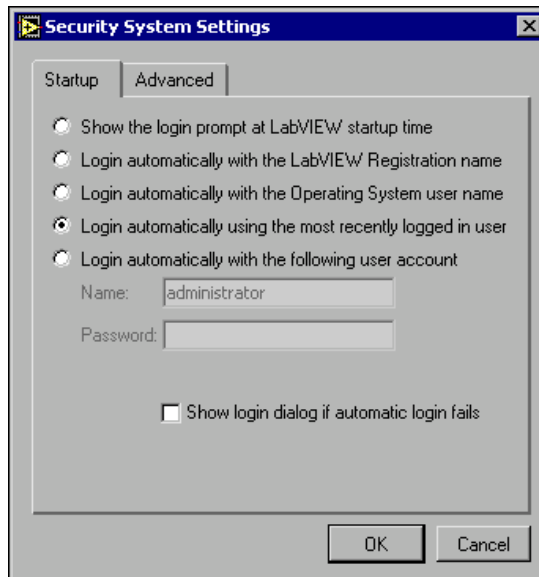 Security System Settings
Startup
Advanced
Show the login prompt at LabVIEW startup time
Login automatically with the LabVIEW Registration name
Login automatically with the Operating System user name
Login automatically using the most recently logged in user
Login automatically with the following user account
Name: administrator
Password:
Show login dialog if automatic login fails
OK
Cancel